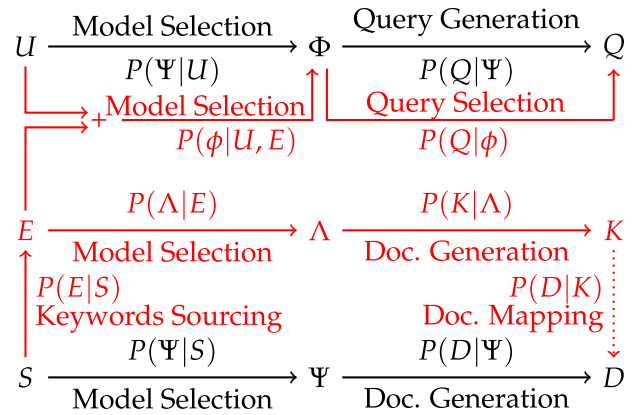 Model Selection Query Generation
U Φ Q
P(Ψ|U) P(Q|Ψ)
+ Model Selection Query Selection
P(ϕ|U, E) P(Q|ϕ)
P(Λ|E) P(K|Λ)
E Λ K
Model Selection Doc. Generation
P(E|S) P(D|K)
Keywords Sourcing Doc. Mapping
P(Ψ|S) P(D|Ψ)
S Ψ D
Model Selection Doc. Generation